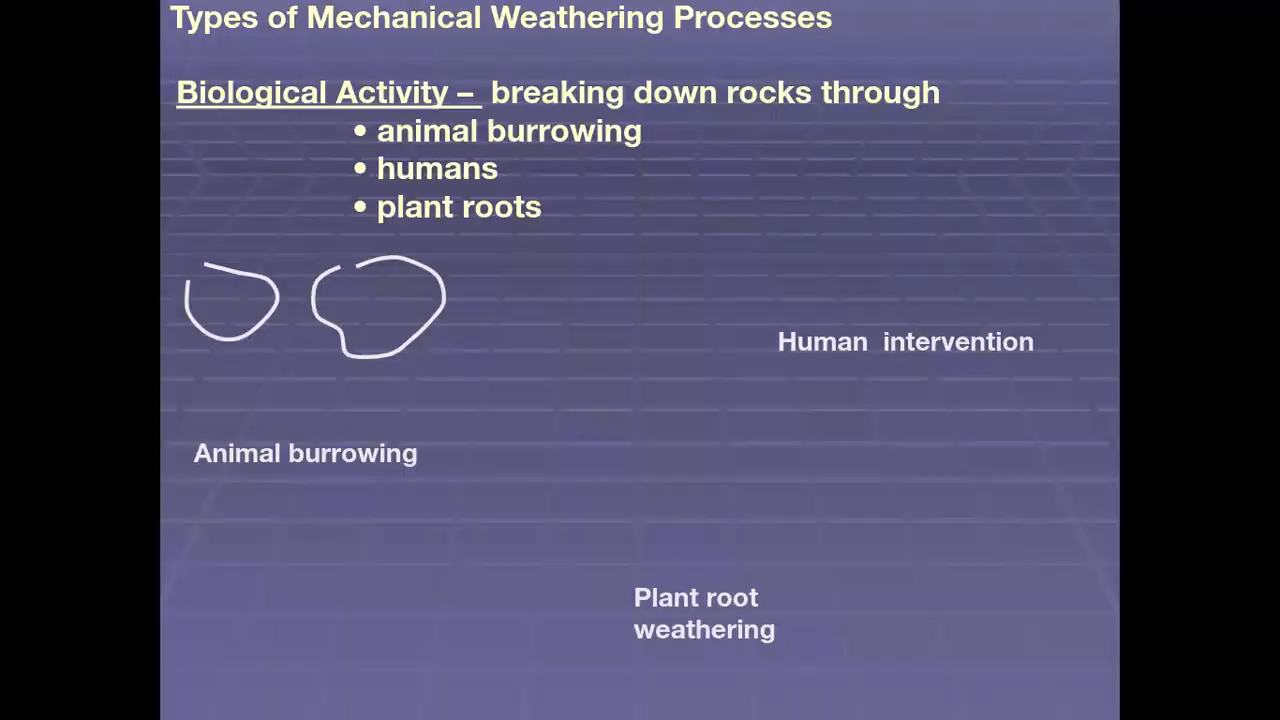 Types of Mechanical Weathering Processes
Biological Activity – breaking down rocks through
• animal burrowing
• humans
• plant roots
Human intervention
Animal burrowing
Plant root
weathering